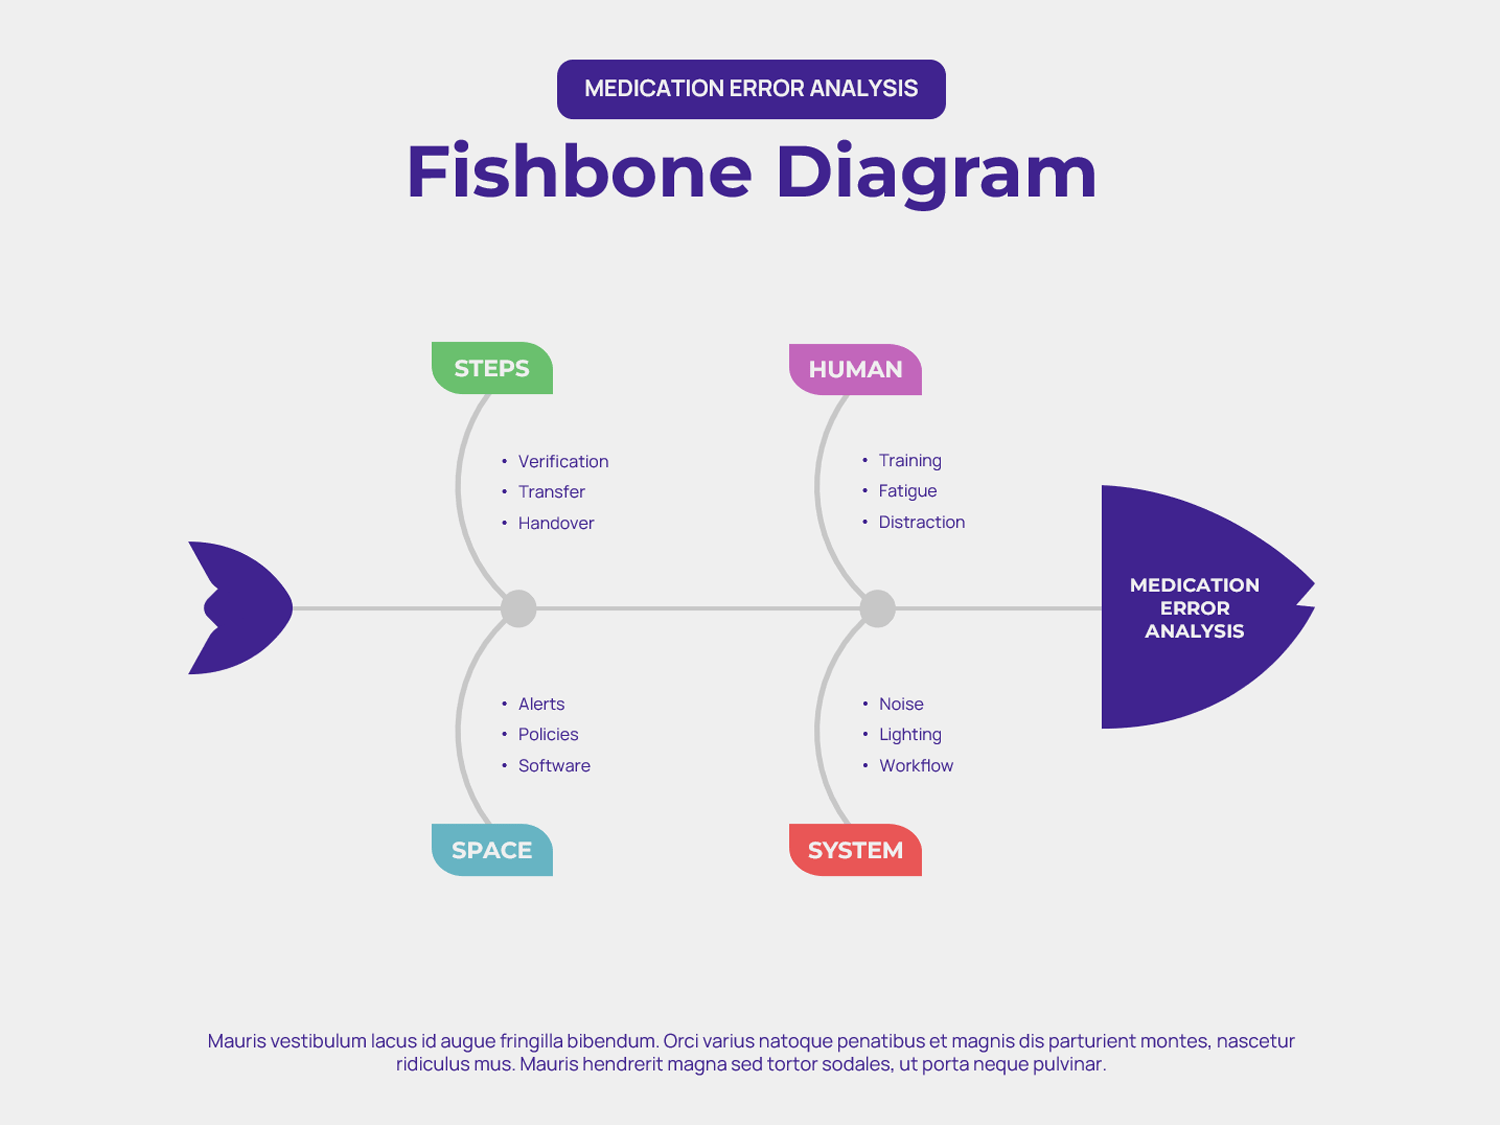 MEDICATION ERROR ANALYSIS
Fishbone Diagram
STEPS
• Verification
• Transfer
• Handover
HUMAN
• Training
• Fatigue
• Distraction
MEDICATION
ERROR
ANALYSIS
• Alerts
• Policies
• Software
SPACE
• Noise
• Lighting
• Workflow
SYSTEM
Mauris vestibulum lacus id augue fringilla bibendum. Orci varius natoque penatibus et magnis dis parturient montes, nascetur
ridiculus mus. Mauris hendrerit magna sed tortor sodales, ut porta neque pulvinar.